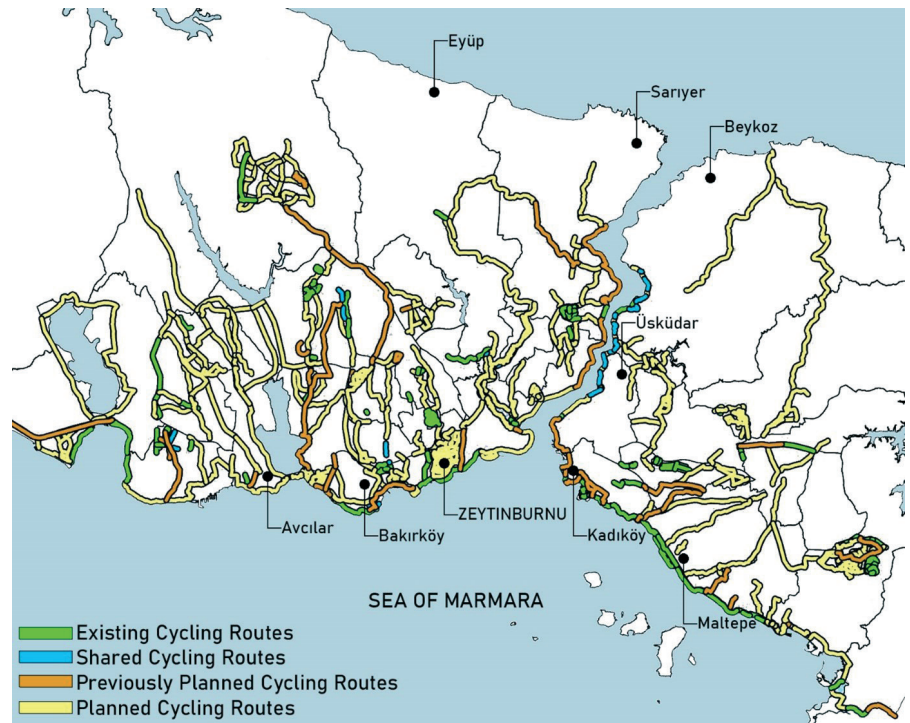 Eyüp
Sarıyer
Beykoz
Üsküdar
ZEYTINBURNU
Avcılar
Bakırköy
Kadıköy
SEA OF MARMARA
Maltepe
Existing Cycling Routes
Shared Cycling Routes
Previously Planned Cycling Routes
Planned Cycling Routes